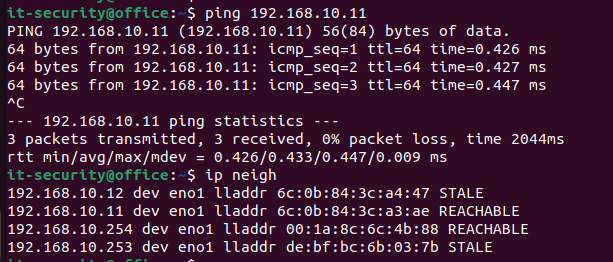 it-security@office:~$ ping 192.168.10.11
PING 192.168.10.11 (192.168.10.11) 56(84) bytes of data.
64 bytes from 192.168.10.11: icmp_seq=1 ttl=64 time=0.426 ms
64 bytes from 192.168.10.11: icmp_seq=2 ttl=64 time=0.427 ms
64 bytes from 192.168.10.11: icmp_seq=3 ttl=64 time=0.447 ms
^C
--- 192.168.10.11 ping statistics ---
3 packets transmitted, 3 received, 0% packet loss, time 2044ms
rtt min/avg/max/mdev = 0.426/0.433/0.447/0.009 ms
it-security@office:~$ ip neigh
192.168.10.12 dev eno1 lladdr 6c:0b:84:3c:a4:47 STALE
192.168.10.11 dev eno1 lladdr 6c:0b:84:3c:a3:ae REACHABLE
192.168.10.254 dev eno1 lladdr 00:1a:8c:6c:4b:88 REACHABLE
192.168.10.253 dev eno1 lladdr de:bf:bc:6b:03:7b STALE